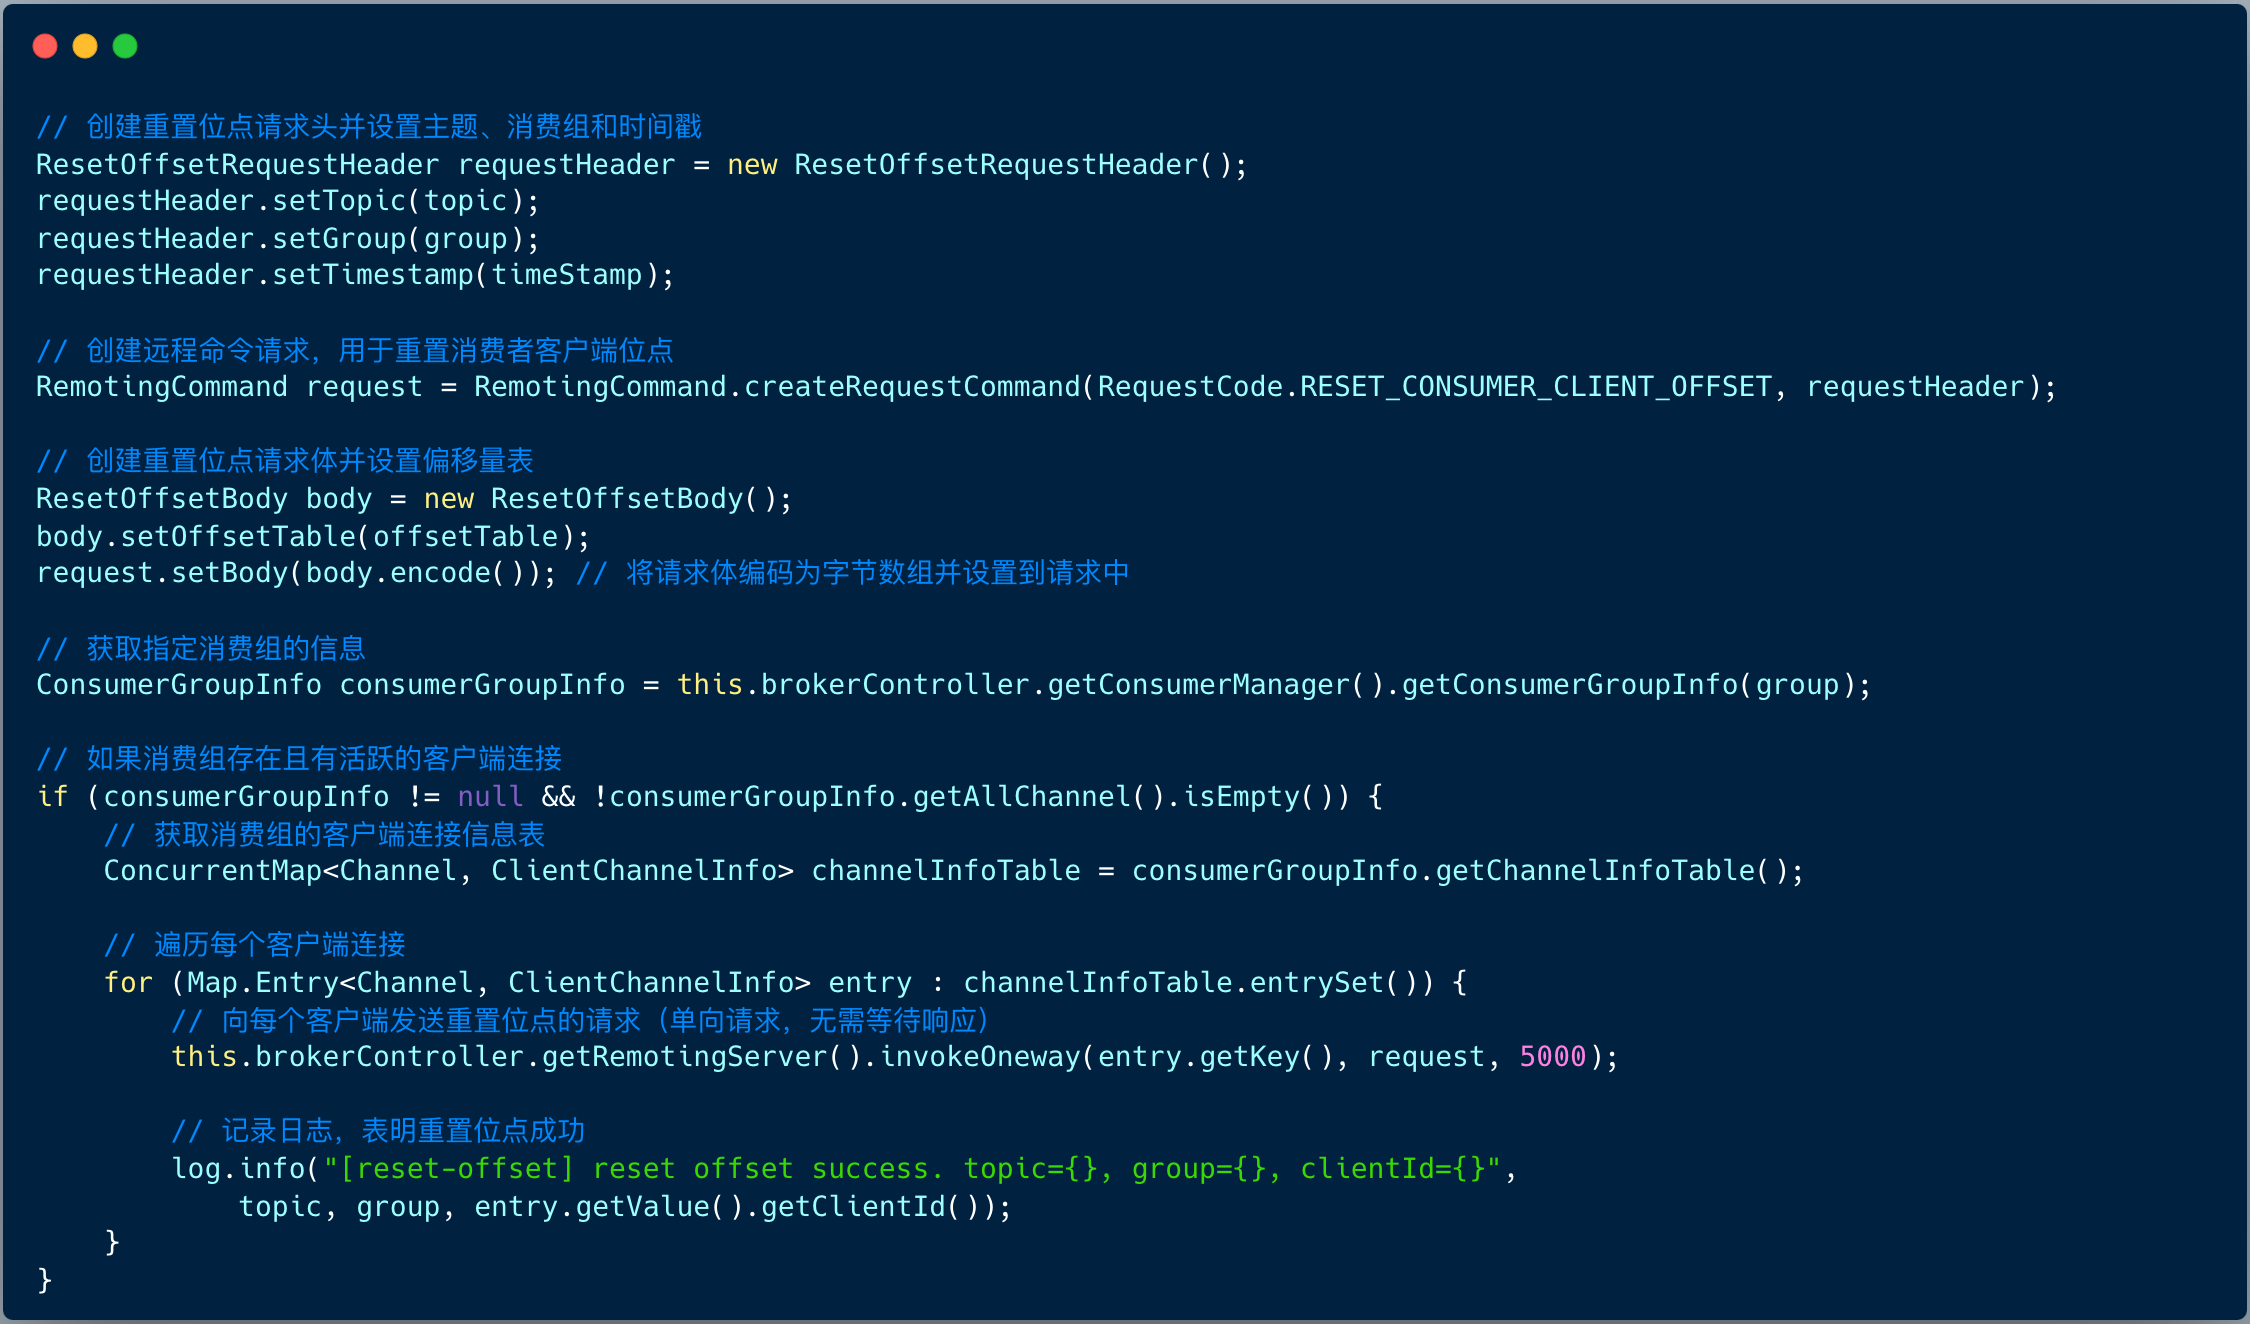 // 创建重置位点请求头并设置主题、消费组和时间戳
ResetOffsetRequestHeader requestHeader = new ResetOffsetRequestHeader();
requestHeader.setTopic(topic);
requestHeader.setGroup(group);
requestHeader.setTimestamp(timeStamp);
// 创建远程命令请求，用于重置消费者客户端位点
RemotingCommand request = RemotingCommand.createRequestCommand(RequestCode.RESET_CONSUMER_CLIENT_OFFSET, requestHeader);
// 创建重置位点请求体并设置偏移量表
ResetOffsetBody body = new ResetOffsetBody();
body.setOffsetTable(offsetTable);
request.setBody(body.encode()); // 将请求体编码为字节数组并设置到请求中
// 获取指定消费组的信息
ConsumerGroupInfo consumerGroupInfo = this.brokerController.getConsumerManager().getConsumerGroupInfo(group);
// 如果消费组存在且有活跃的客户端连接
if (consumerGroupInfo != null && !consumerGroupInfo.getAllChannel().isEmpty()) {
    // 获取消费组的客户端连接信息表
    ConcurrentMap<Channel, ClientChannelInfo> channelInfoTable = consumerGroupInfo.getChannelInfoTable();
    // 遍历每个客户端连接
    for (Map.Entry<Channel, ClientChannelInfo> entry : channelInfoTable.entrySet()) {
        // 向每个客户端发送重置位点的请求（单向请求，无需等待响应）
        this.brokerController.getRemotingServer().invokeOneway(entry.getKey(), request, 5000);
        // 记录日志，表明重置位点成功
        log.info("[reset-offset] reset offset success. topic={}, group={}, clientId={}",
            topic, group, entry.getValue().getClientId());
    }
}